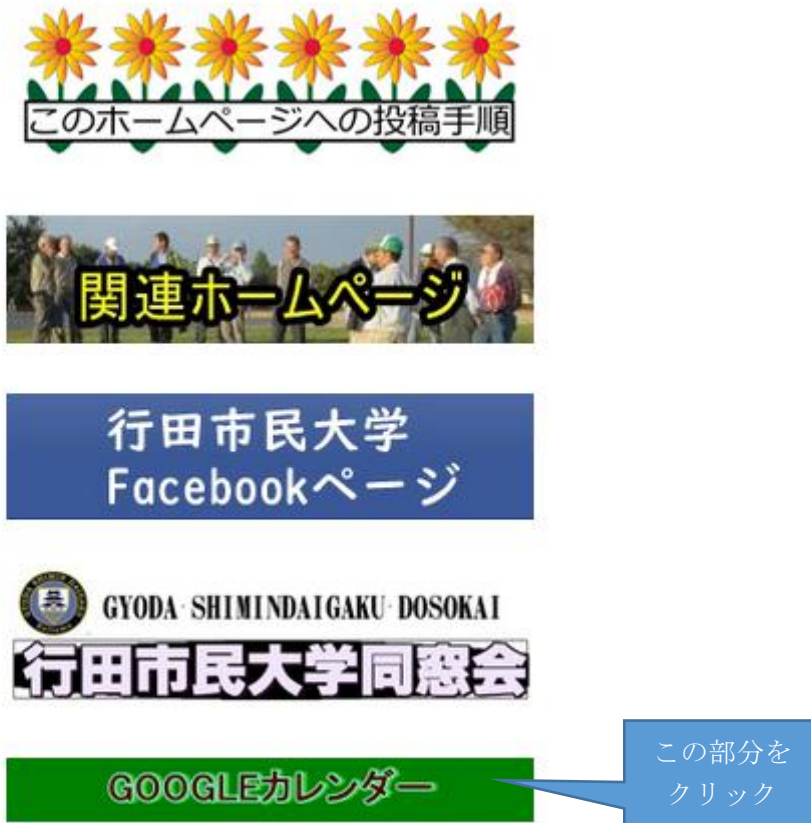 このホームページへの投稿手順
関連ホームページ
行田市民大学
Facebookページ
GYODA SHIMINDAIGAKU DOSOKAI
行田市民大学同窓会
GOOGLEカレンダー
この部分を
クリック